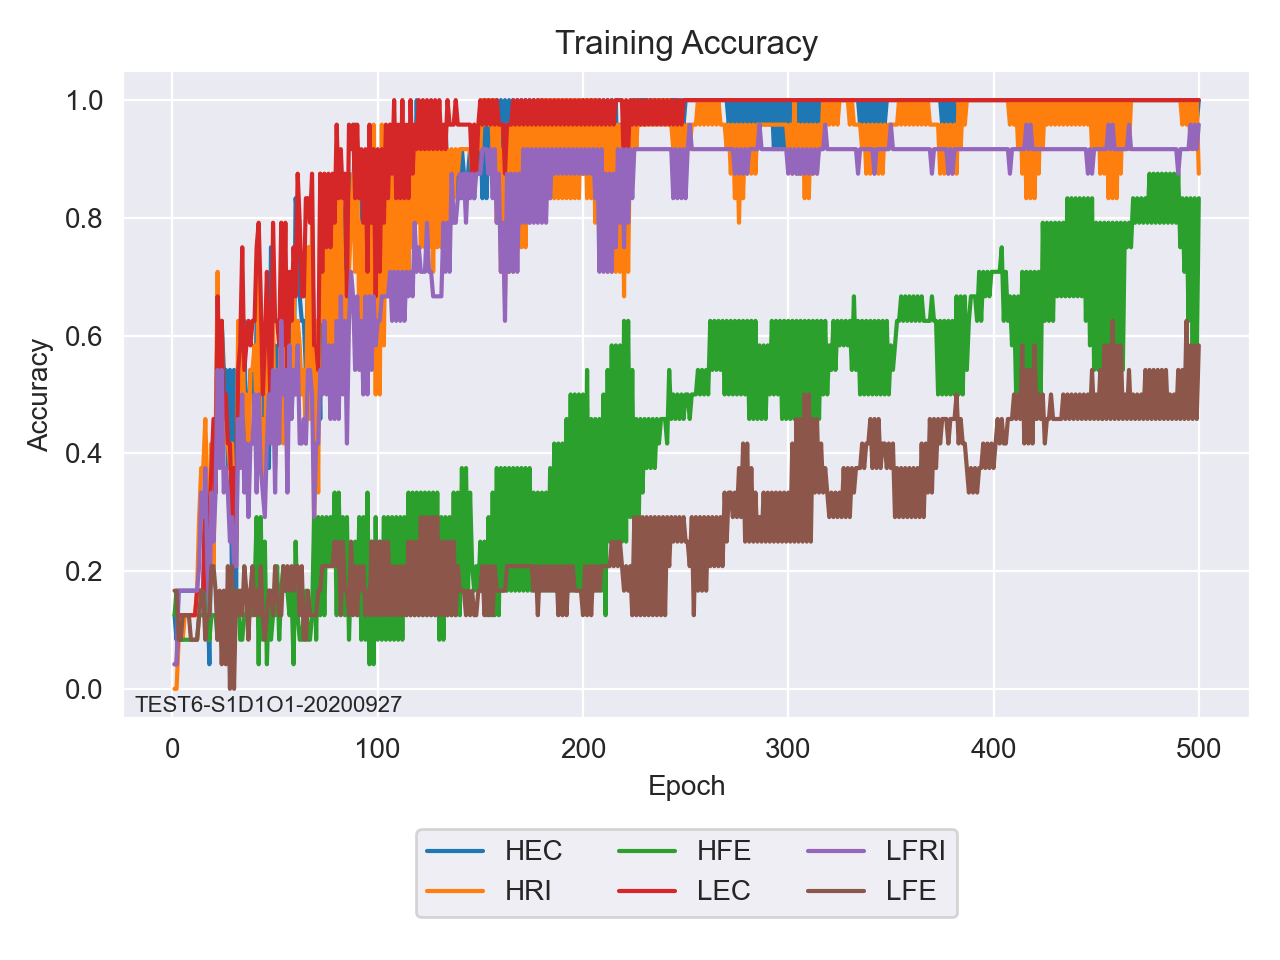 Training Accuracy
1.0
0.8
0.6
0.4
0.2
0.0
Accuracy
TEST6-S1D1O1-20200927
0 100 200 300 400 500
Epoch
HEC HFE LFRI
HRI LEC LFE